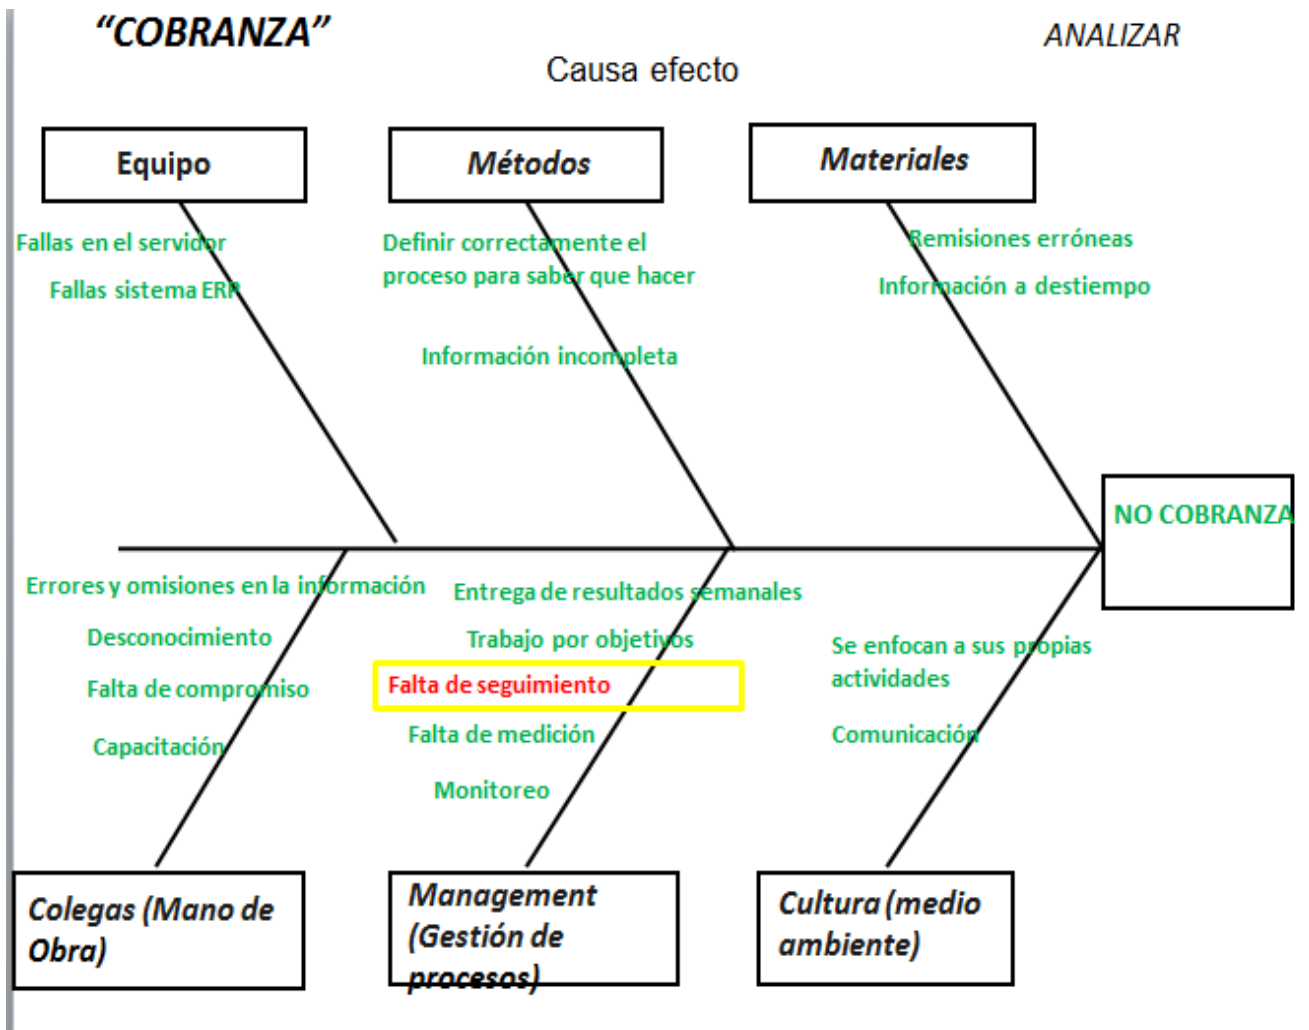 “COBRANZA”
ANALIZAR
Causa efecto
Equipo
Métodos
Materiales
Fallas en el servidor
Fallas sistema ERP
Definir correctamente el
proceso para saber que hacer
Información incompleta
Remisiones erróneas
Información a destiempo
NO COBRANZA
Errores y omisiones en la información
Desconocimiento
Falta de compromiso
Capacitación
Entrega de resultados semanales
Trabajo por objetivos
Falta de seguimiento
Falta de medición
Monitoreo
Se enfocan a sus propias
actividades
Comunicación
Colegas (Mano de
Obra)
Management
(Gestión de
procesos)
Cultura (medio
ambiente)